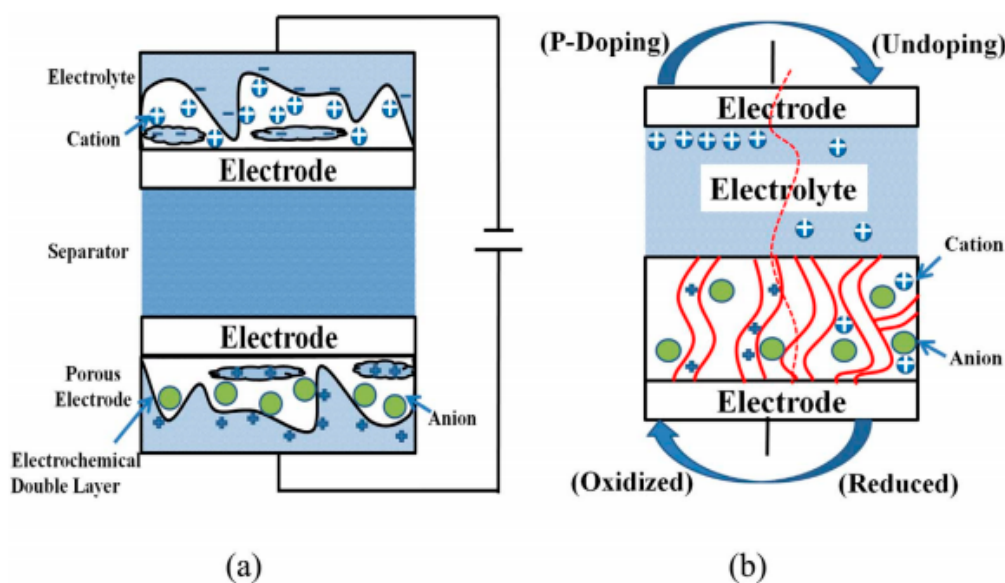 Electrolyte
Cation
Electrode
Separator
Electrode
Porous
Electrode
Anion
Electrochemical
Double Layer
(a)
(P-Doping)
(Undoping)
Electrode
Electrolyte
Cation
Anion
Electrode
(Oxidized)
(Reduced)
(b)